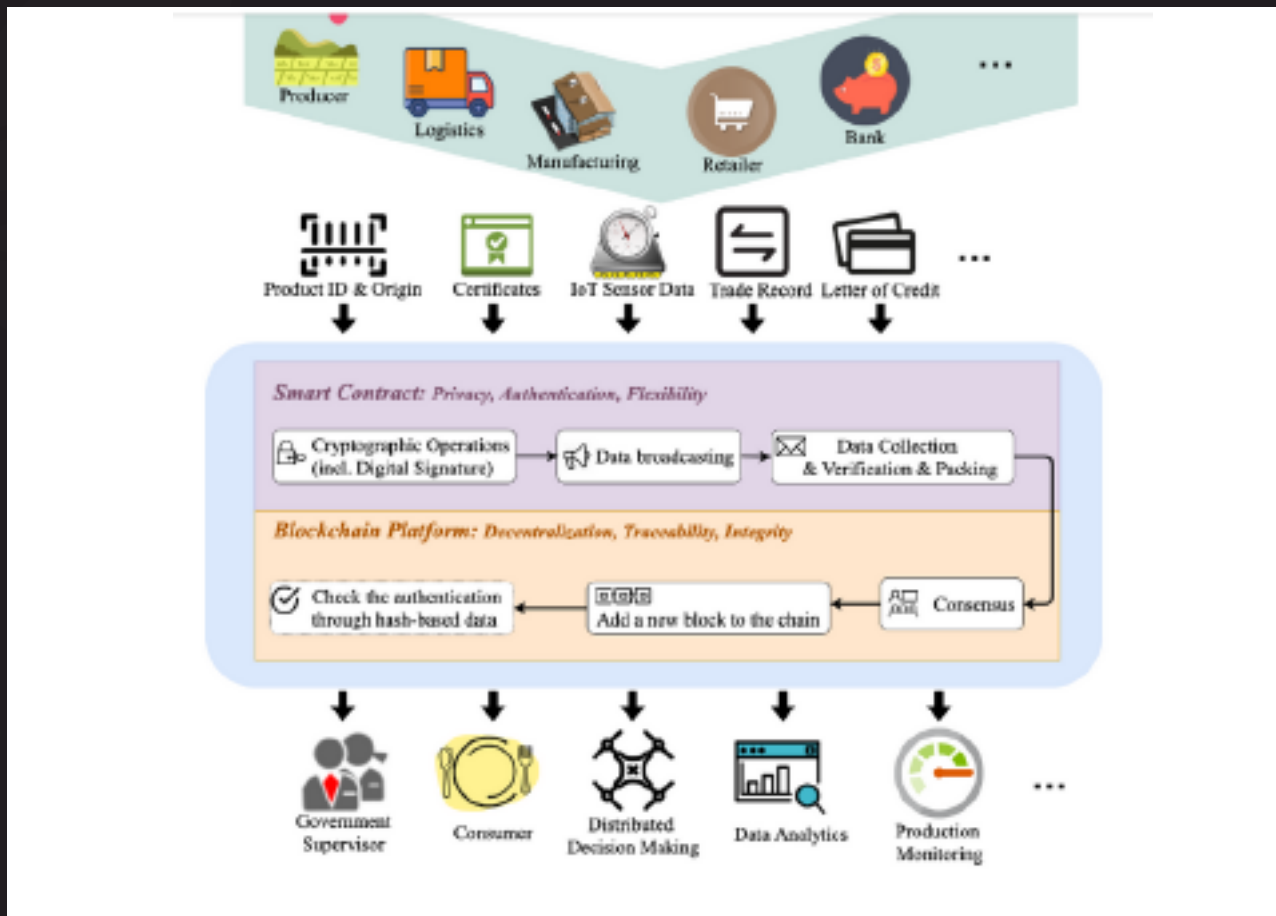 Producer
Logistics
Manufacturing
Retailer
Bank
...
Product ID & Origin
Certificates
IoT Sensor Data
Trade Record
Letter of Credit
...
Smart Contract: Privacy, Authentication, Flexibility
Cryptographic Operations
(incl. Digital Signature)
Data broadcasting
Data Collection
& Verification & Packing
Blockchain Platform: Decentralization, Traceability, Integrity
Check the authentication
through hash-based data
Add a new block to the chain
Consensus
Government
Supervisor
Consumer
Distributed
Decision Making
Data Analytics
Production
Monitoring
...